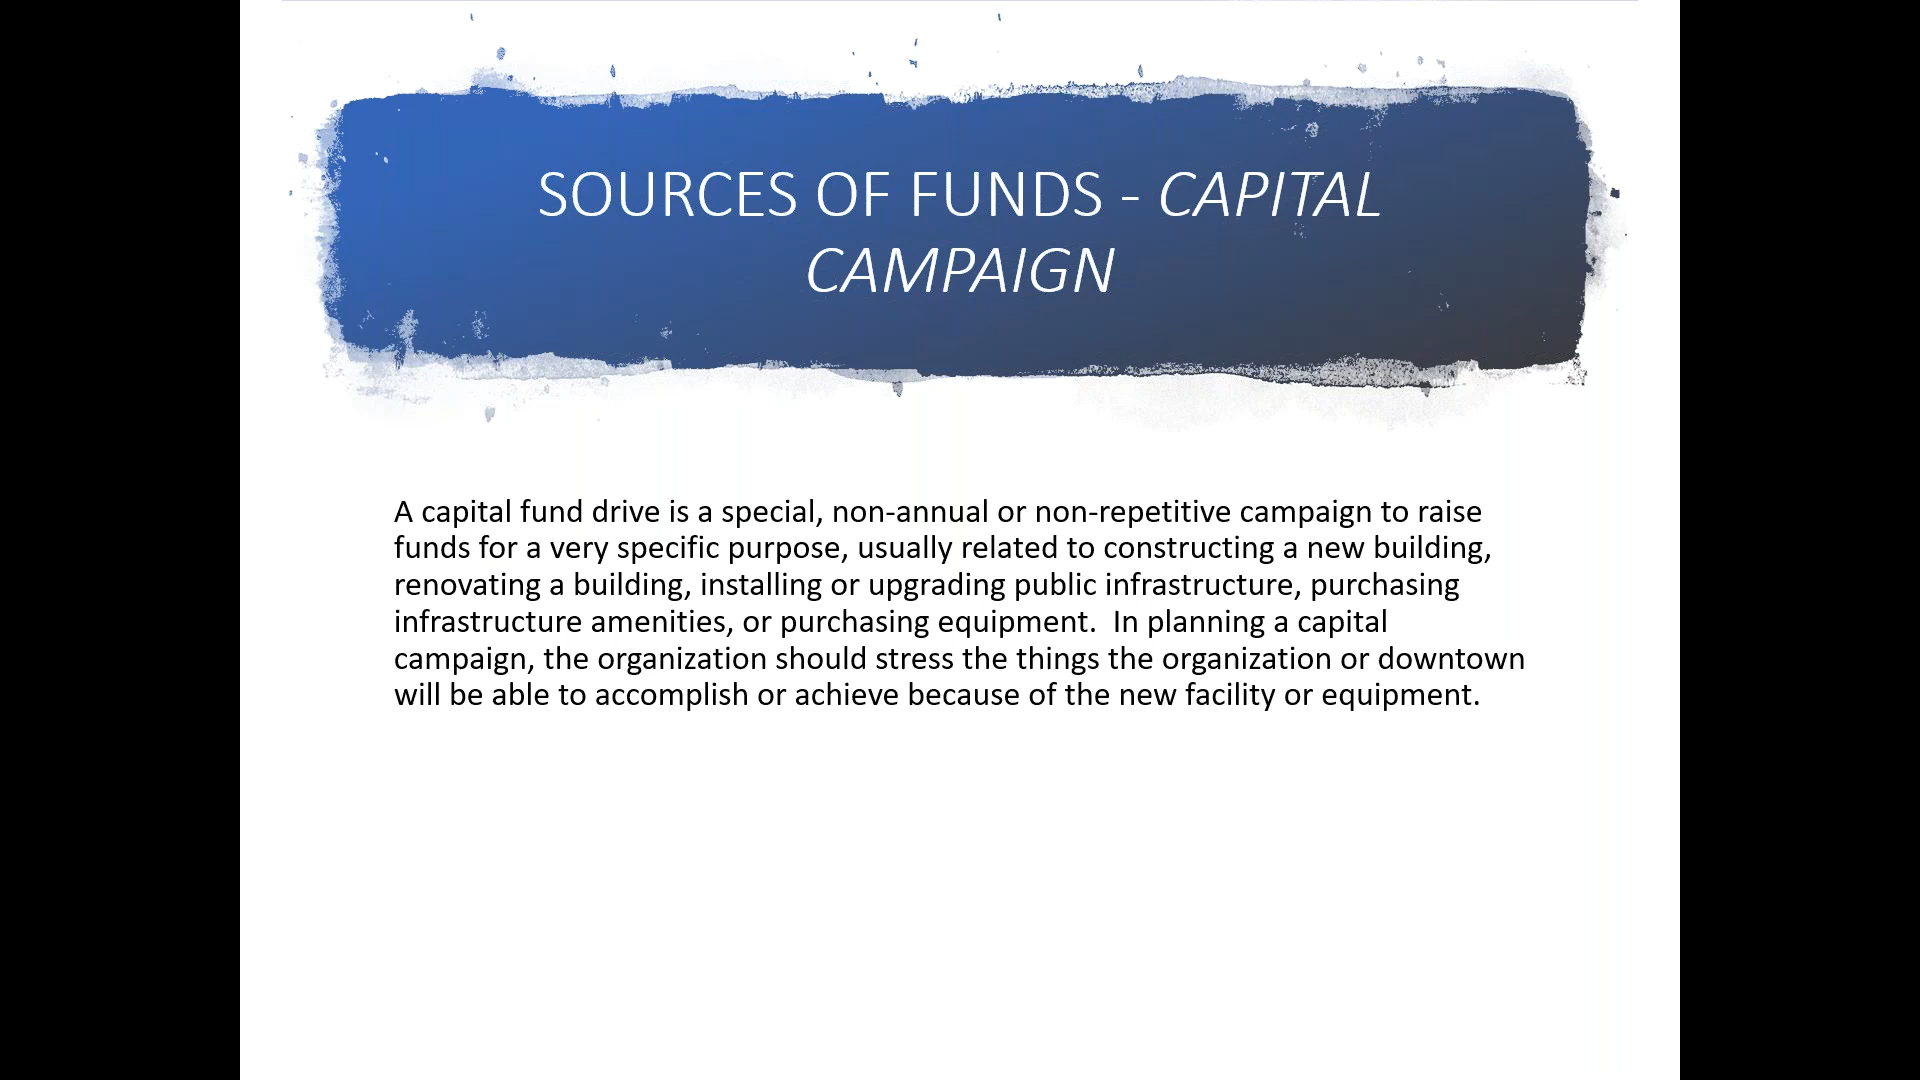 SOURCES OF FUNDS - CAPITAL
CAMPAIGN
A capital fund drive is a special, non-annual or non-repetitive campaign to raise
funds for a very specific purpose, usually related to constructing a new building,
renovating a building, installing or upgrading public infrastructure, purchasing
infrastructure amenities, or purchasing equipment.  In planning a capital
campaign, the organization should stress the things the organization or downtown
will be able to accomplish or achieve because of the new facility or equipment.